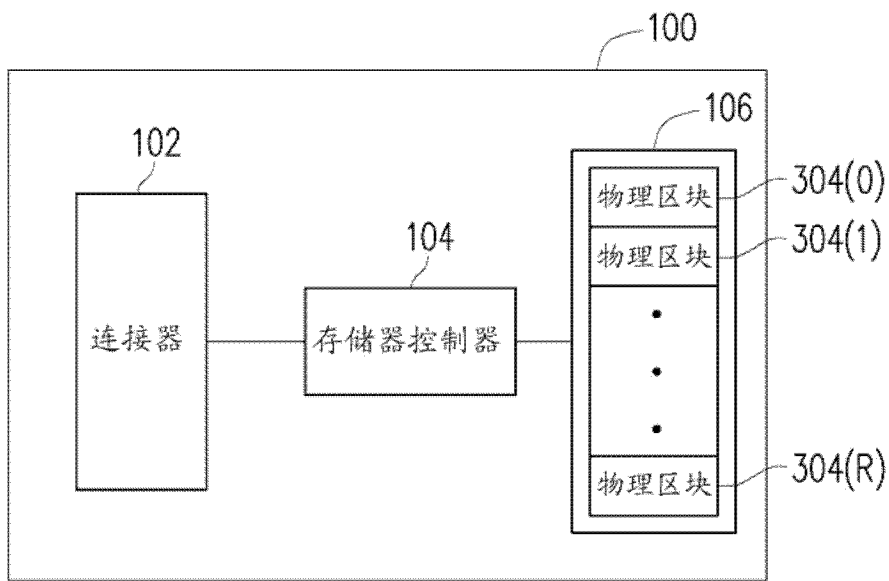 100
106
102
物理区块
304(0)
104
物理区块
304(1)
连接器
存储器控制器
物理区块
304(R)